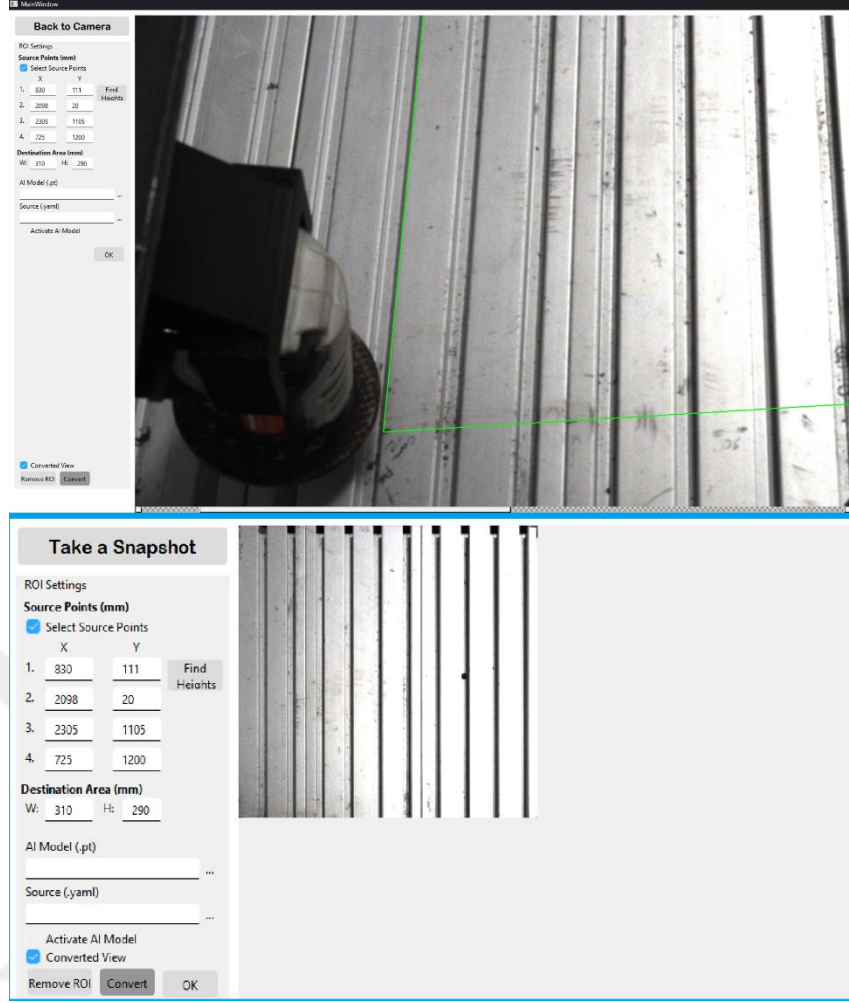 MainWindow
Back to Camera
ROI Settings
Source Points (mm)
Select Source Points
X Y
1. 830 111 Find Heights
2. 2098 20
3. 2305 1105
4. 725 1200
Destination Area (mm)
W: 310 H: 290
AI Model (.pt)
...
Source (.yaml)
...
Activate AI Model
OK
Converted View
Remove ROI Convert
Take a Snapshot
ROI Settings
Source Points (mm)
Select Source Points
X Y
1. 830 111 Find Heights
2. 2098 20
3. 2305 1105
4. 725 1200
Destination Area (mm)
W: 310 H: 290
AI Model (.pt)
...
Source (.yaml)
...
Activate AI Model
Converted View
Remove ROI Convert OK